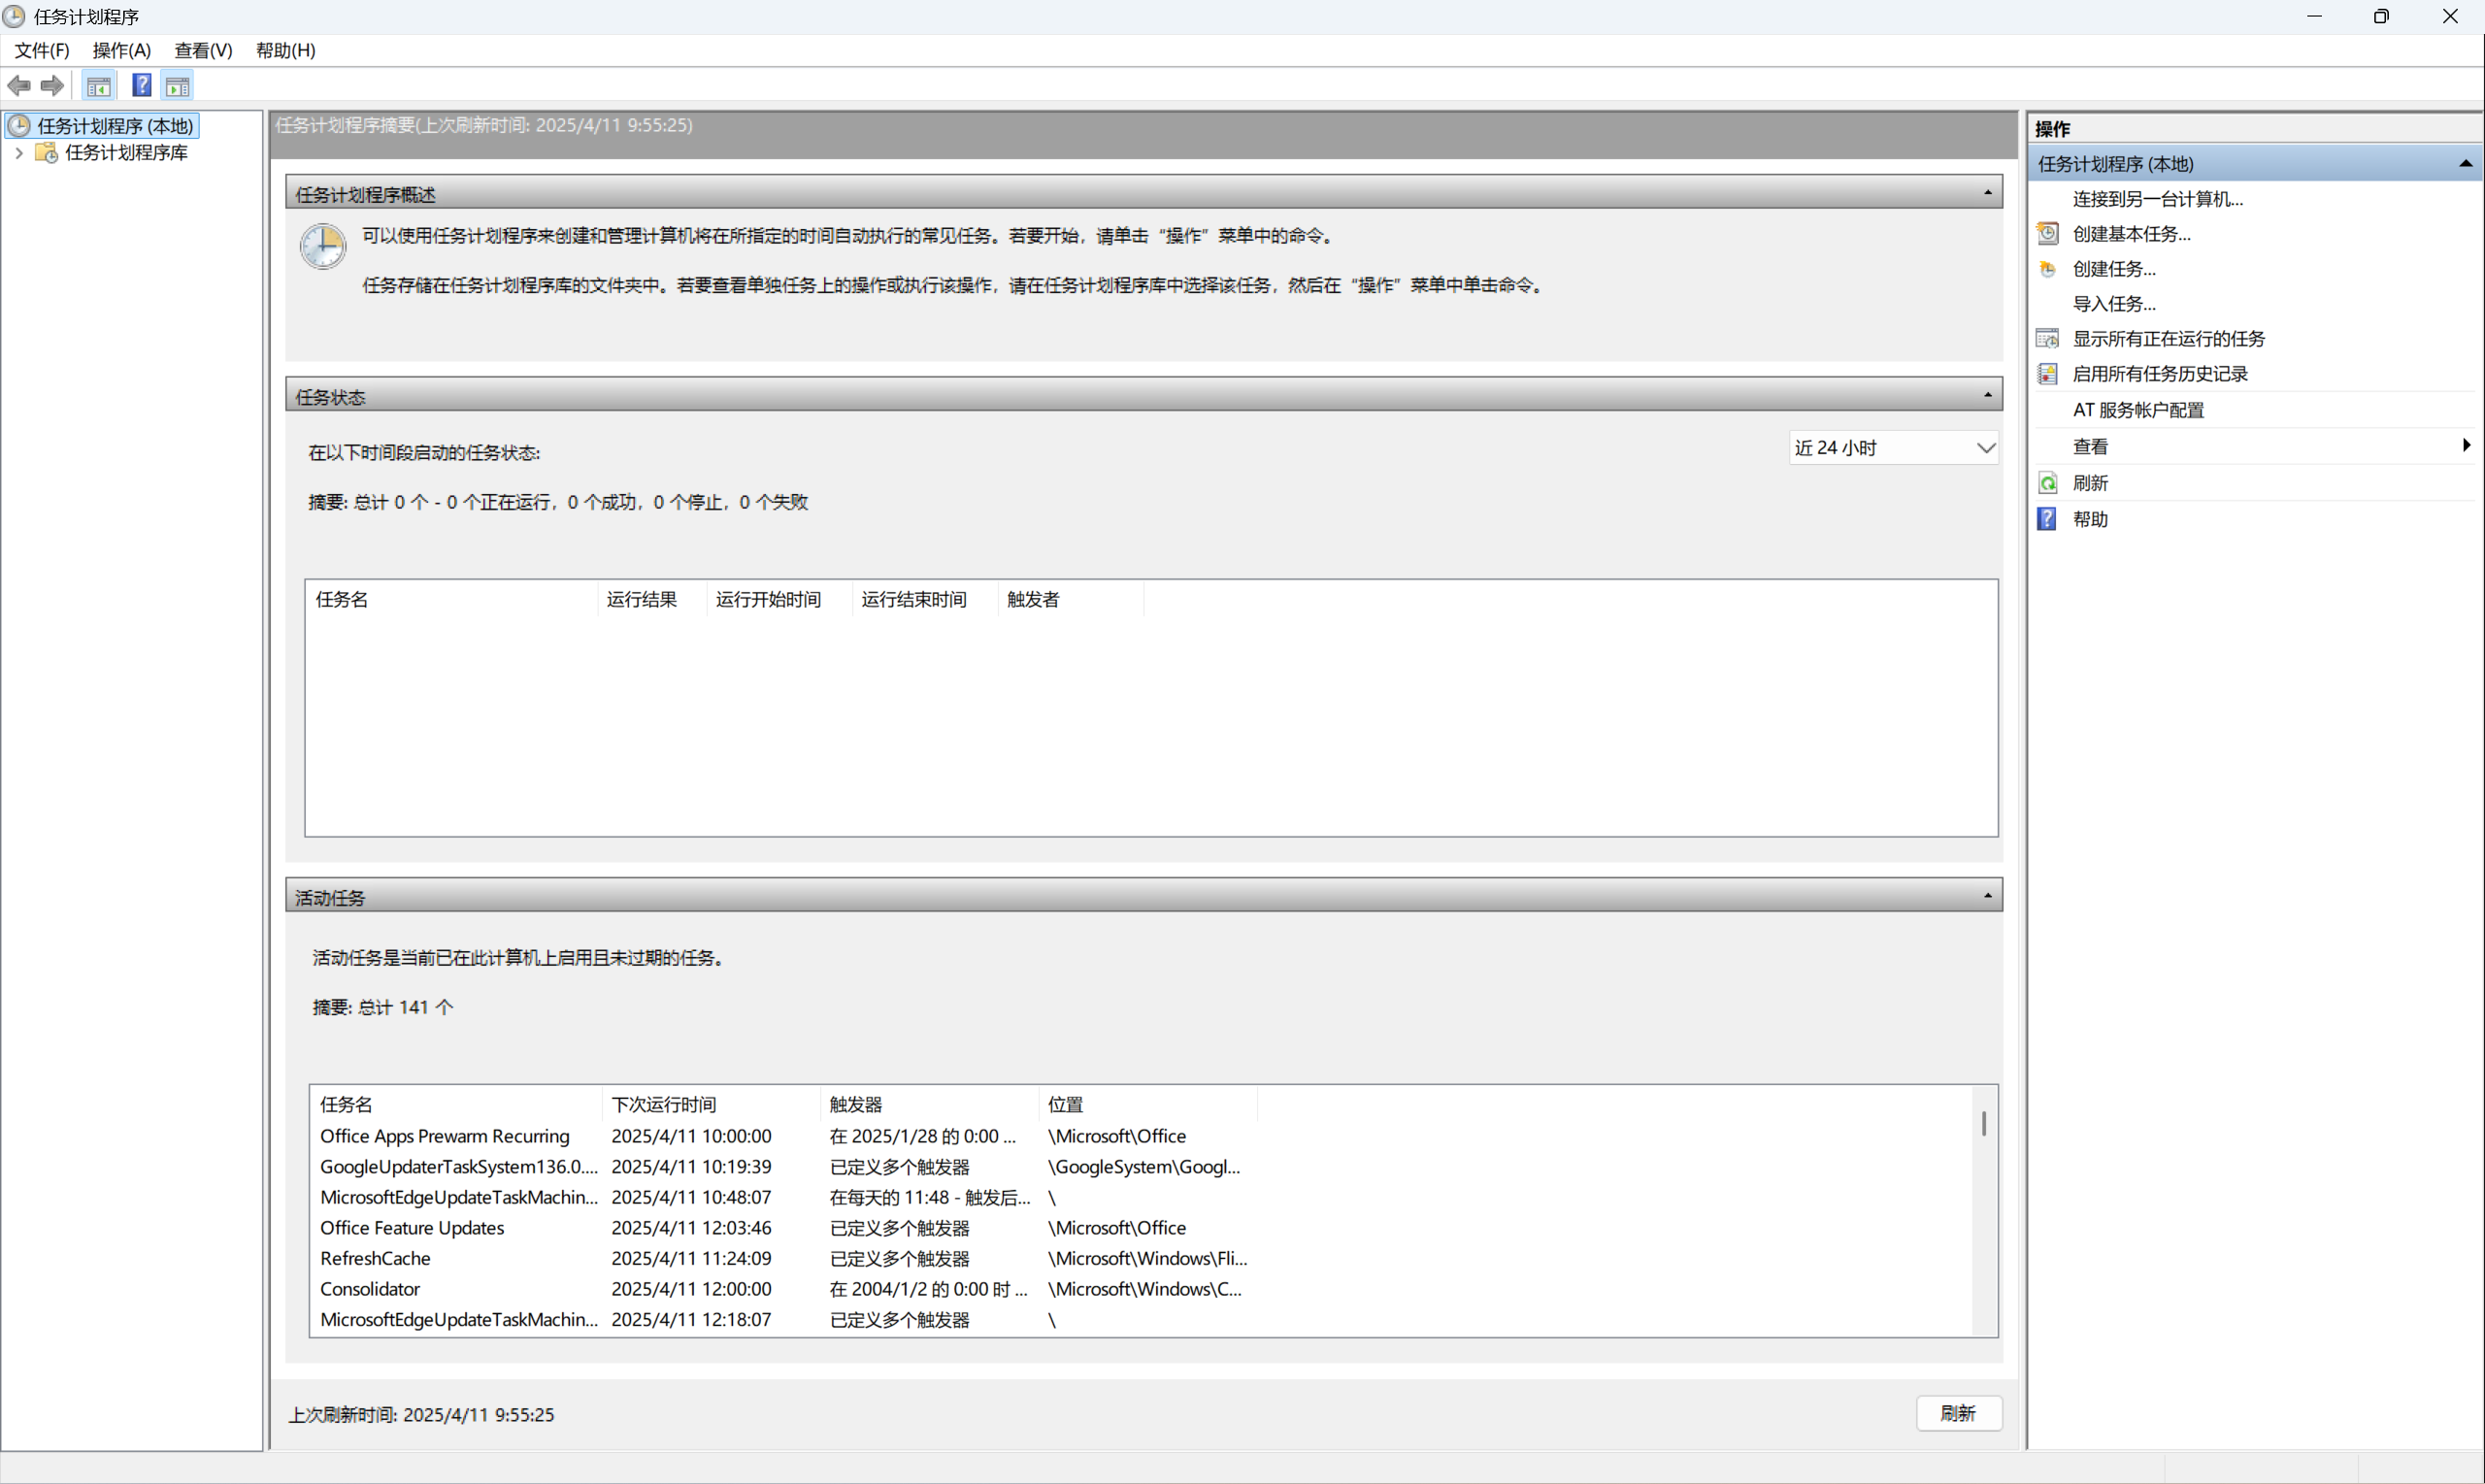 任务计划程序
文件(F) 操作(A) 查看(V) 帮助(H)
任务计划程序 (本地)
任务计划程序库
任务计划程序摘要(上次刷新时间: 2025/4/11 9:55:25)
任务计划程序概述
可以使用任务计划程序来创建和管理计算机将在所指定的时间自动执行的常见任务。若要开始，请单击“操作”菜单中的命令。
任务存储在任务计划程序库的文件夹中。若要查看单独任务上的操作或执行该操作，请在任务计划程序库中选择该任务，然后在“操作”菜单中单击命令。
任务状态
在以下时间段启动的任务状态:
近 24 小时
摘要: 总计 0 个 - 0 个正在运行，0 个成功，0 个停止，0 个失败
任务名 运行结果 运行开始时间 运行结束时间 触发者
活动任务
活动任务是当前已在此计算机上启用且未过期的任务。
摘要: 总计 141 个
任务名 下次运行时间 触发器 位置
Office Apps Prewarm Recurring 2025/4/11 10:00:00 在 2025/1/28 的 0:00 ... \Microsoft\Office
GoogleUpdaterTaskSystem136.0.... 2025/4/11 10:19:39 已定义多个触发器 \GoogleSystem\Googl...
MicrosoftEdgeUpdateTaskMachin... 2025/4/11 10:48:07 在每天的 11:48 - 触发后... \
Office Feature Updates 2025/4/11 12:03:46 已定义多个触发器 \Microsoft\Office
RefreshCache 2025/4/11 11:24:09 已定义多个触发器 \Microsoft\Windows\Fli...
Consolidator 2025/4/11 12:00:00 在 2004/1/2 的 0:00 时 ... \Microsoft\Windows\C...
MicrosoftEdgeUpdateTaskMachin... 2025/4/11 12:18:07 已定义多个触发器 \
上次刷新时间: 2025/4/11 9:55:25
刷新
操作
任务计划程序 (本地)
连接到另一台计算机...
创建基本任务...
创建任务...
导入任务...
显示所有正在运行的任务
启用所有任务历史记录
AT 服务帐户配置
查看
刷新
帮助